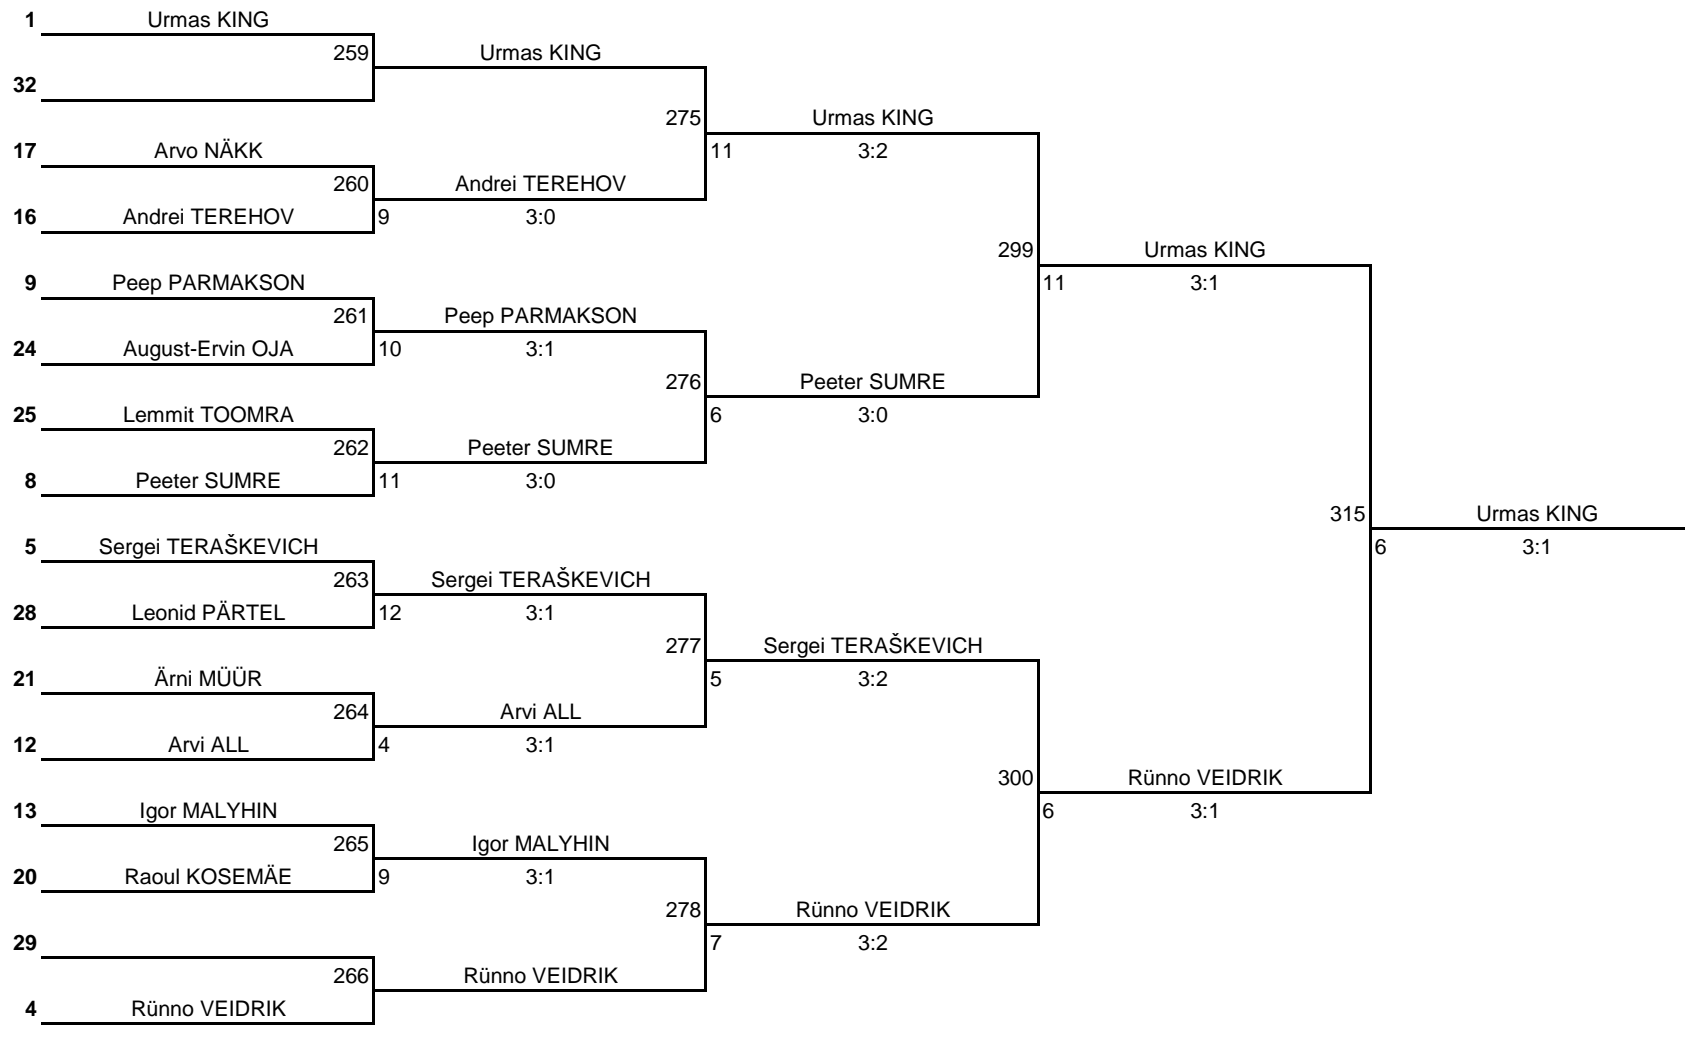 1 Urmas KING
259 Urmas KING
32
275 Urmas KING
17 Arvo NÄKK 11 3:2
260 Andrei TEREHOV
16 Andrei TEREHOV 9 3:0
299 Urmas KING
9 Peep PARMAKSON 11 3:1
261 Peep PARMAKSON
24 August-Ervin OJA 10 3:1
276 Peeter SUMRE
25 Lemmit TOOMRA 6 3:0
262 Peeter SUMRE
8 Peeter SUMRE 11 3:0
315 Urmas KING
5 Sergei TERAŠKEVICH 6 3:1
263 Sergei TERAŠKEVICH
28 Leonid PÄRTEL 12 3:1
277 Sergei TERAŠKEVICH
21 Ärni MÜÜR 5 3:2
264 Arvi ALL
12 Arvi ALL 4 3:1
300 Rünno VEIDRIK
13 Igor MALYHIN 6 3:1
265 Igor MALYHIN
20 Raoul KOSEMÄE 9 3:1
278 Rünno VEIDRIK
29 7 3:2
266 Rünno VEIDRIK
4 Rünno VEIDRIK